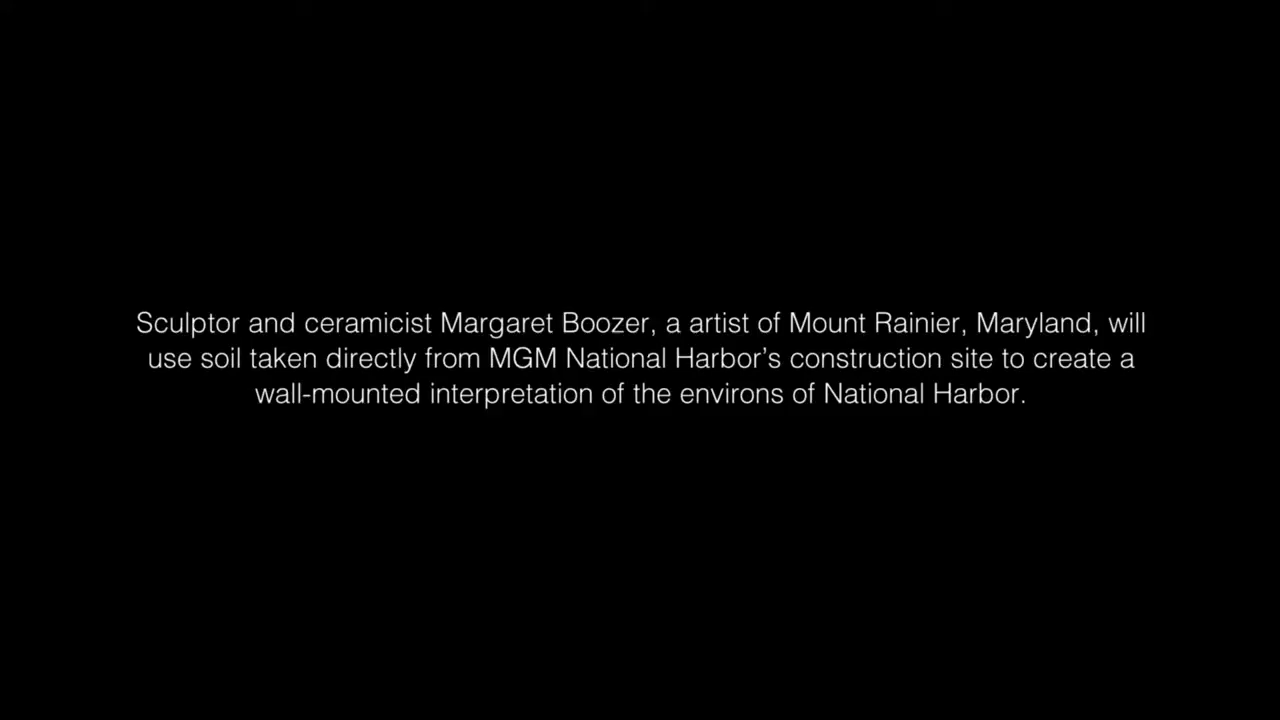 Sculptor and ceramicist Margaret Boozer, a artist of Mount Rainier, Maryland, will
use soil taken directly from MGM National Harbor’s construction site to create a
wall-mounted interpretation of the environs of National Harbor.